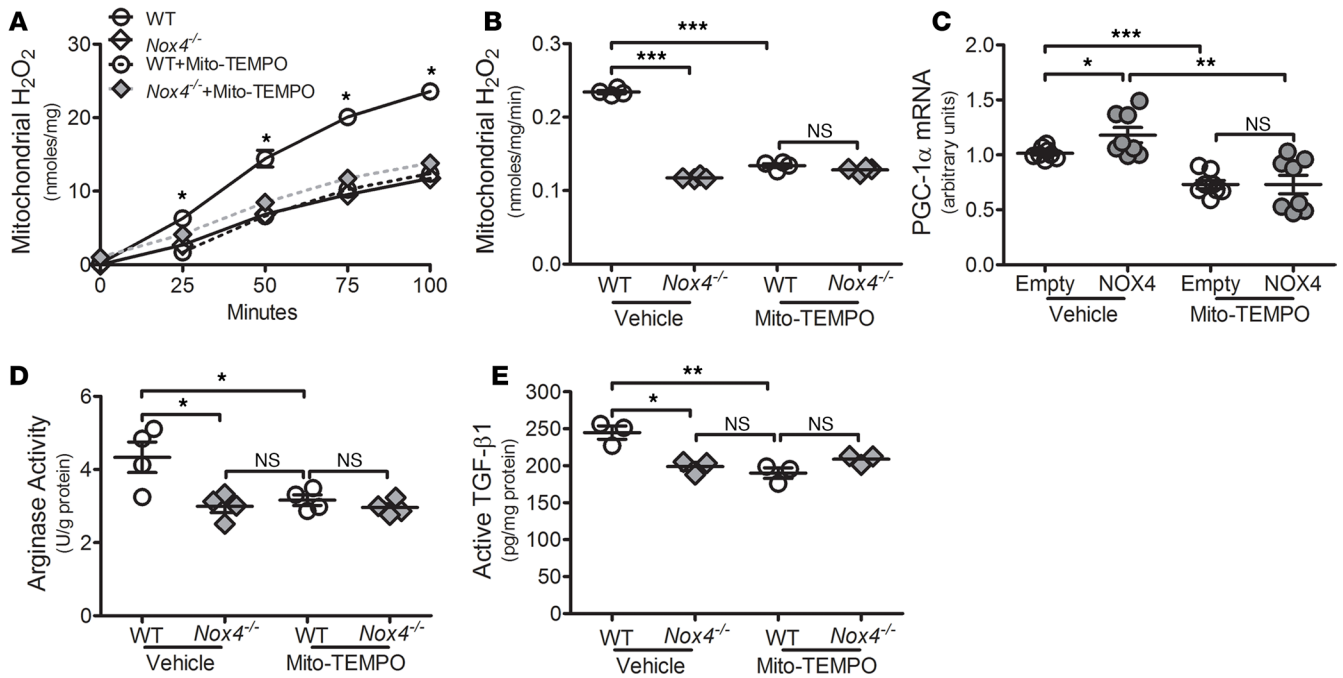 A
WT
Nox4-/-
WT+Mito-TEMPO
Nox4-/-+Mito-TEMPO
Mitochondrial H2O2
(nmoles/mg)
30
20
10
0
* * * *
0 25 50 75 100
Minutes
B
Mitochondrial H2O2
(nmoles/mg/min)
0.3
0.2
0.1
0.0
***
***
NS
WT Nox4-/- WT Nox4-/-
Vehicle Mito-TEMPO
C
PGC-1α mRNA
(arbitrary units)
2.0
1.5
1.0
0.5
0.0
***
* **
NS
Empty NOX4 Empty NOX4
Vehicle Mito-TEMPO
D
Arginase Activity
(U/g protein)
6
4
2
0
*
*
NS NS
WT Nox4-/- WT Nox4-/-
Vehicle Mito-TEMPO
E
Active TGF-β1
(pg/mg protein)
300
250
200
150
100
50
0
**
*
NS NS
WT Nox4-/- WT Nox4-/-
Vehicle Mito-TEMPO